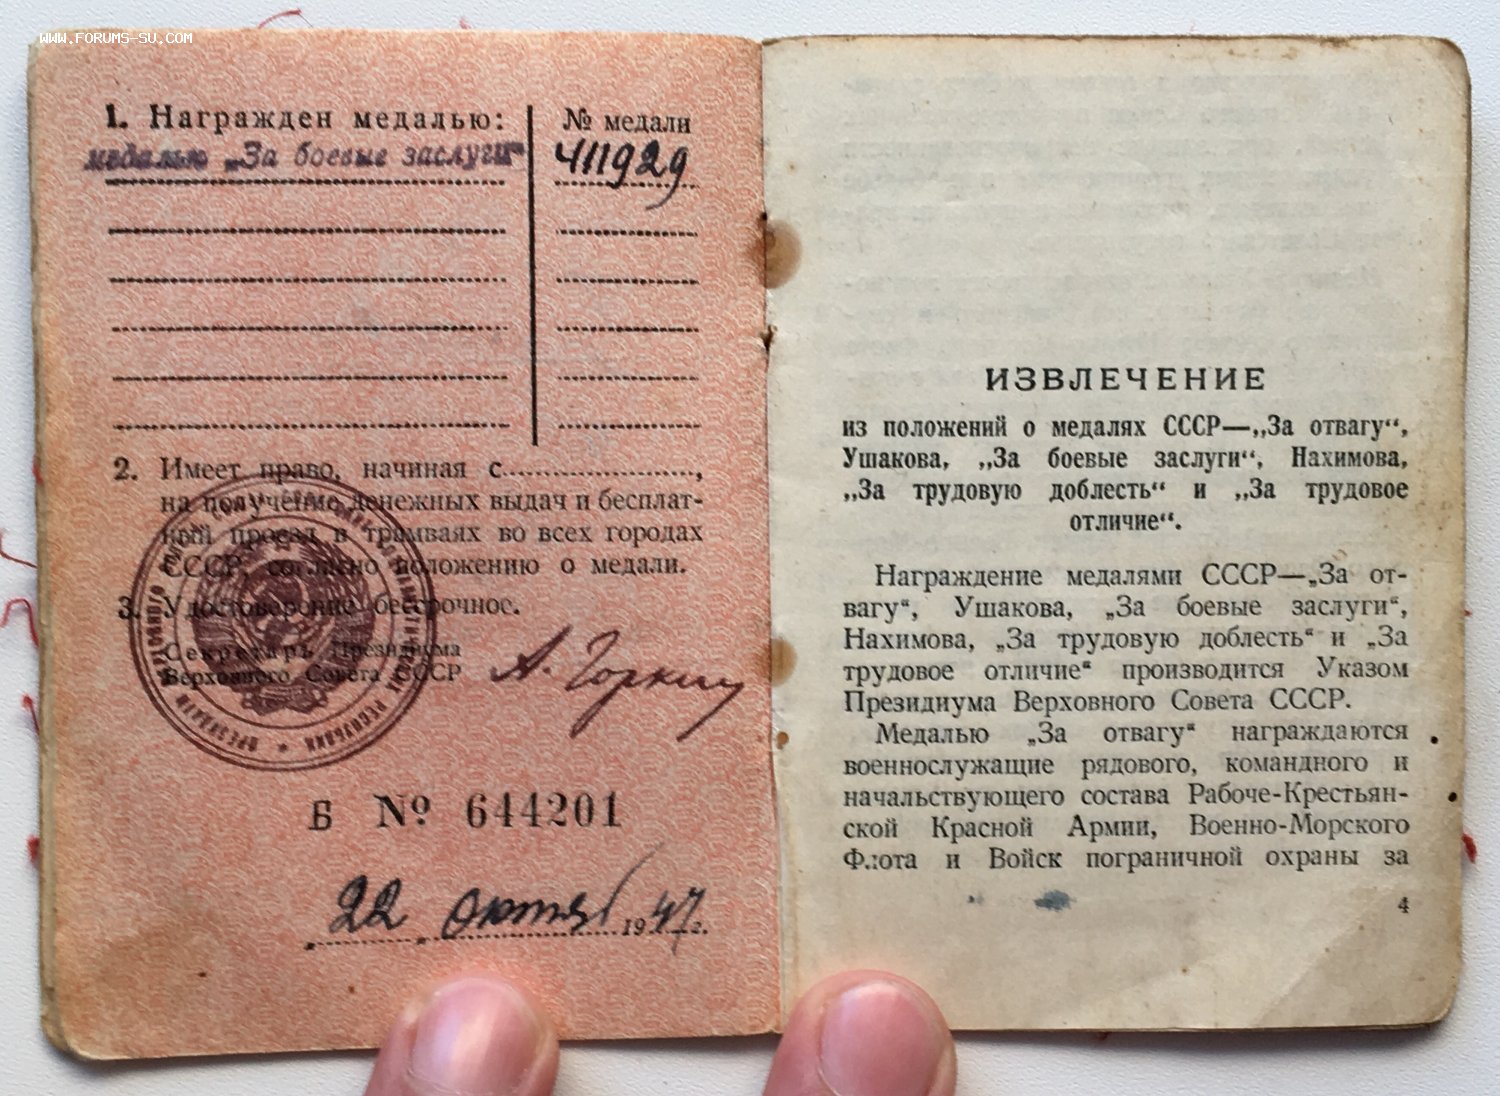 WWW.FORUMS-SU.COM
1. Награжден медалью:
№ медали
медалью „За боевые заслуги“
411929
2. Имеет право, начиная с...................,
на получение денежных выдач и бесплат-
ный проезд в трамваях во всех городах
СССР, согласно положению о медали.
3. Удостоверение бессрочное.
Секретарь Президиума
Верховного Совета СССР
А. Горкин
Б № 644201
22 октяб 1947г.
ИЗВЛЕЧЕНИЕ
из положений о медалях СССР—„За отвагу“,
Ушакова, „За боевые заслуги“, Нахимова,
„За трудовую доблесть“ и „За трудовое
отличие“.
Награждение медалями СССР—„За от-
вагу“, Ушакова, „За боевые заслуги“,
Нахимова, „За трудовую доблесть“ и „За
трудовое отличие“ производится Указом
Президиума Верховного Совета СССР.
Медалью „За отвагу“ награждаются
военнослужащие рядового, командного и
начальствующего состава Рабоче-Крестьян-
ской Красной Армии, Военно-Морского
Флота и Войск пограничной охраны за
4